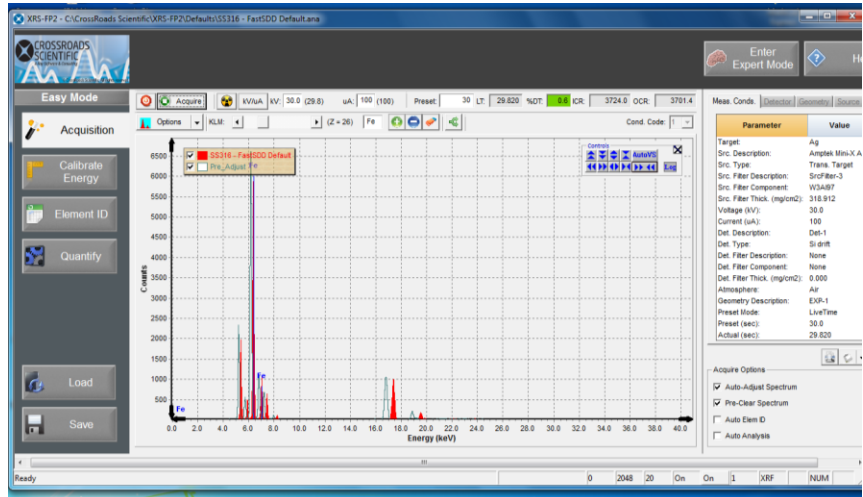 XRS-FP2 - C:\CrossRoads Scientific\XRS-FP2\Defaults\SS316 - FastSDD Default.ana
CROSSROADS
SCIENTIFIC
Enter
Expert Mode
He
Easy Mode
Acquisition
Calibrate
Energy
Element ID
Quantify
Load
Save
Acquire
kV/uA kV: 30.0 (29.8) uA: 100 (100) Preset: 30 LT: 29.820 %DT: 0.6 ICR: 3724.0 OCR: 3701.4
Options KLM: (Z = 26) Fe Cond. Code: 1
SS316 - FastSDD Default
Pre_Adjust Fe
Controls
AutoVS
Log
6500
6000
5500
5000
4500
4000
3500
3000
2500
2000
1500
1000
500
Counts
Fe
Fe
0.0 2.0 4.0 6.0 8.0 10.0 12.0 14.0 16.0 18.0 20.0 22.0 24.0 26.0 28.0 30.0 32.0 34.0 36.0 38.0 40.0
Energy (keV)
Meas. Conds. Detector Geometry Source
Parameter Value
Target: Ag
Src. Description: Amptek Mini-X A
Src. Type: Trans. Target
Src. Filter Description: SrcFilter-3
Src. Filter Component: W3Al97
Src. Filter Thick. (mg/cm2): 318.912
Voltage (kV): 30.0
Current (uA): 100
Det. Description: Det-1
Det. Type: Si drift
Det. Filter Description: None
Det. Filter Component: None
Det. Filter Thick. (mg/cm2): 0.000
Atmosphere: Air
Geometry Description: EXP-1
Preset Mode: LiveTime
Preset (sec): 30.0
Actual (sec): 29.820
Acquire Options
Auto-Adjust Spectrum
Pre-Clear Spectrum
Auto Elem ID
Auto Analysis
Ready 0 2048 20 On On 1 XRF NUM